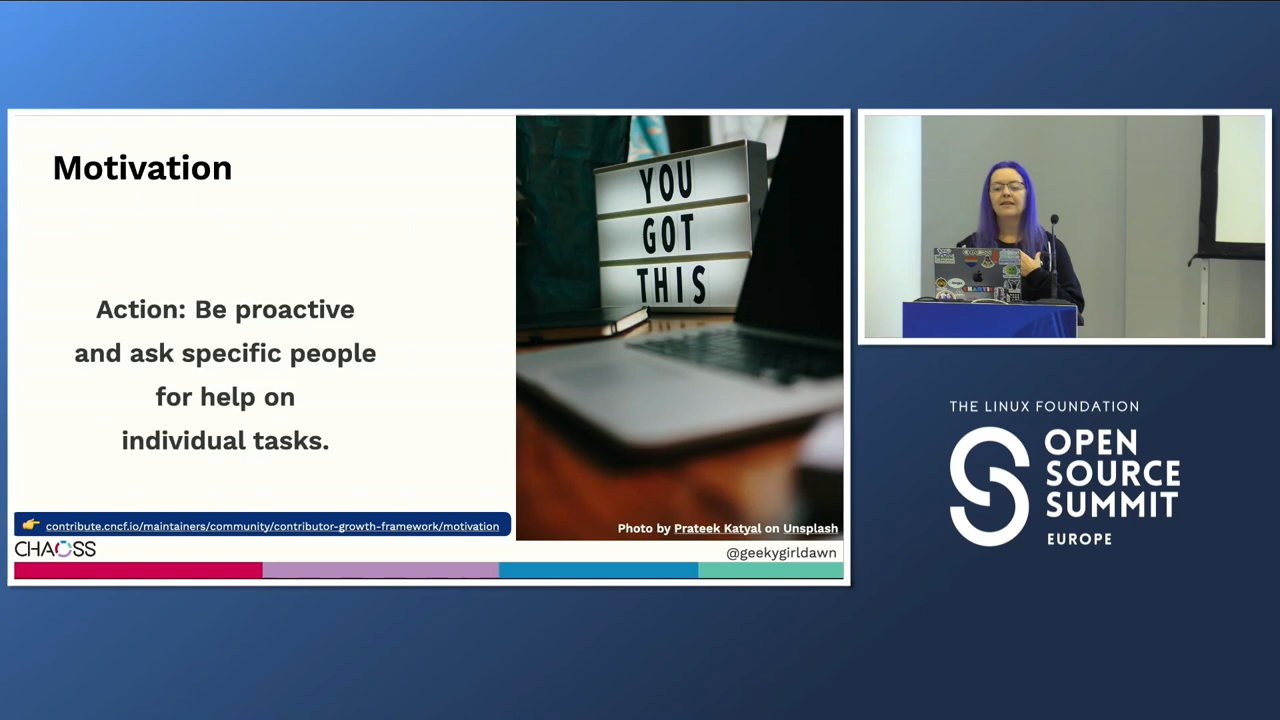 Motivation
Action: Be proactive
and ask specific people
for help on
individual tasks.
contribute.cncf.io/maintainers/community/contributor-growth-framework/motivation
YOU
GOT
THIS
Photo by Prateek Katyal on Unsplash
CHAOSS
@geekygirldawn
THE LINUX FOUNDATION
OPEN
SOURCE
SUMMIT
EUROPE